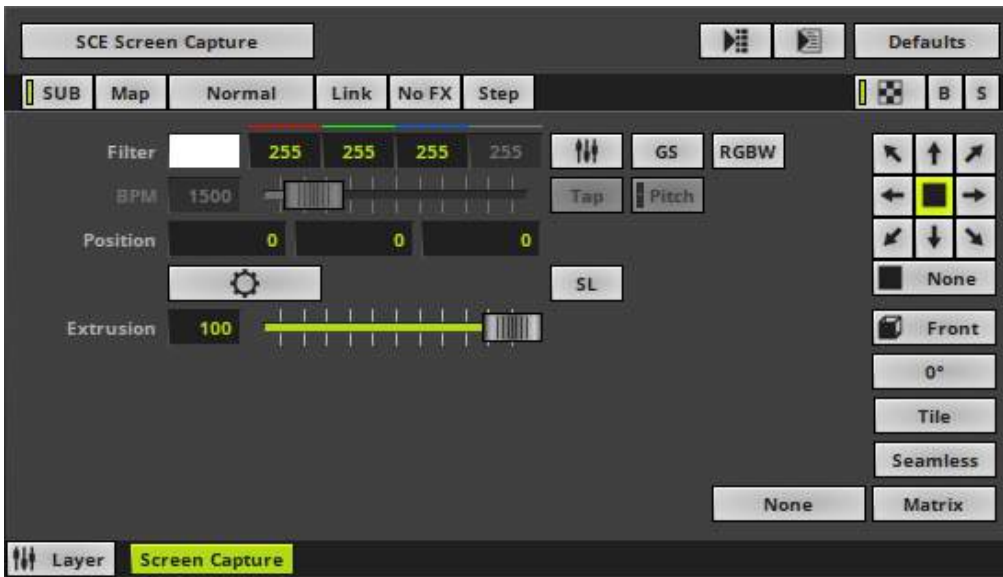 SCE Screen Capture Defaults
SUB Map Normal Link No FX Step B S
Filter 255 255 255 255 GS RGBW
BPM 1500 Tap Pitch
Position 0 0 0
SL None
Extrusion 100 Front
0°
Tile
Seamless
None Matrix
Layer Screen Capture